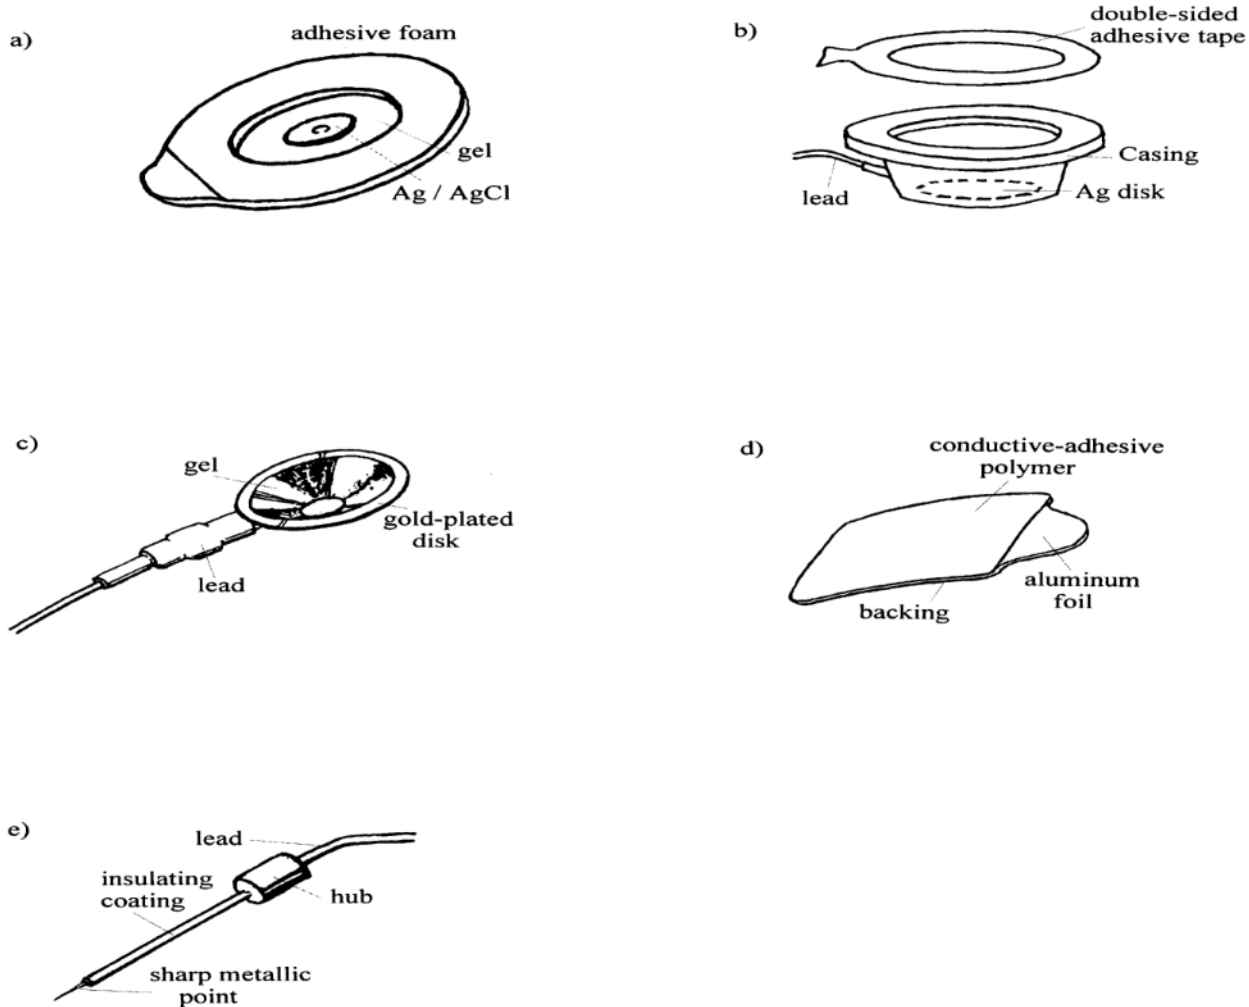 a)
adhesive foam
gel
Ag / AgCl
b)
double-sided
adhesive tape
Casing
lead
Ag disk
c)
gel
gold-plated
disk
lead
d)
conductive-adhesive
polymer
aluminum
foil
backing
e)
lead
insulating
coating
hub
sharp metallic
point